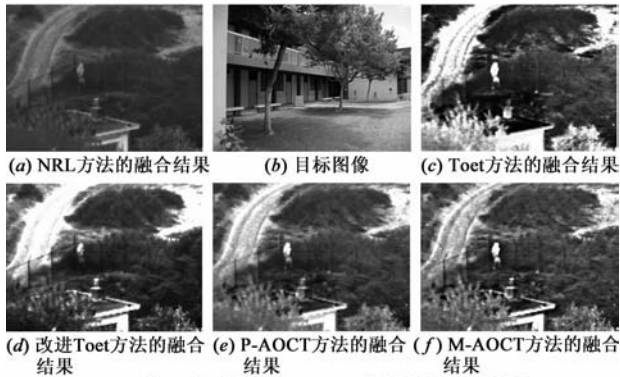 (a) NRL方法的融合结果
(b) 目标图像
(c) Toet方法的融合结果
(d) 改进Toet方法的融合
结果
(e) P-AOCT方法的融合
结果
(f) M-AOCT方法的融合
结果